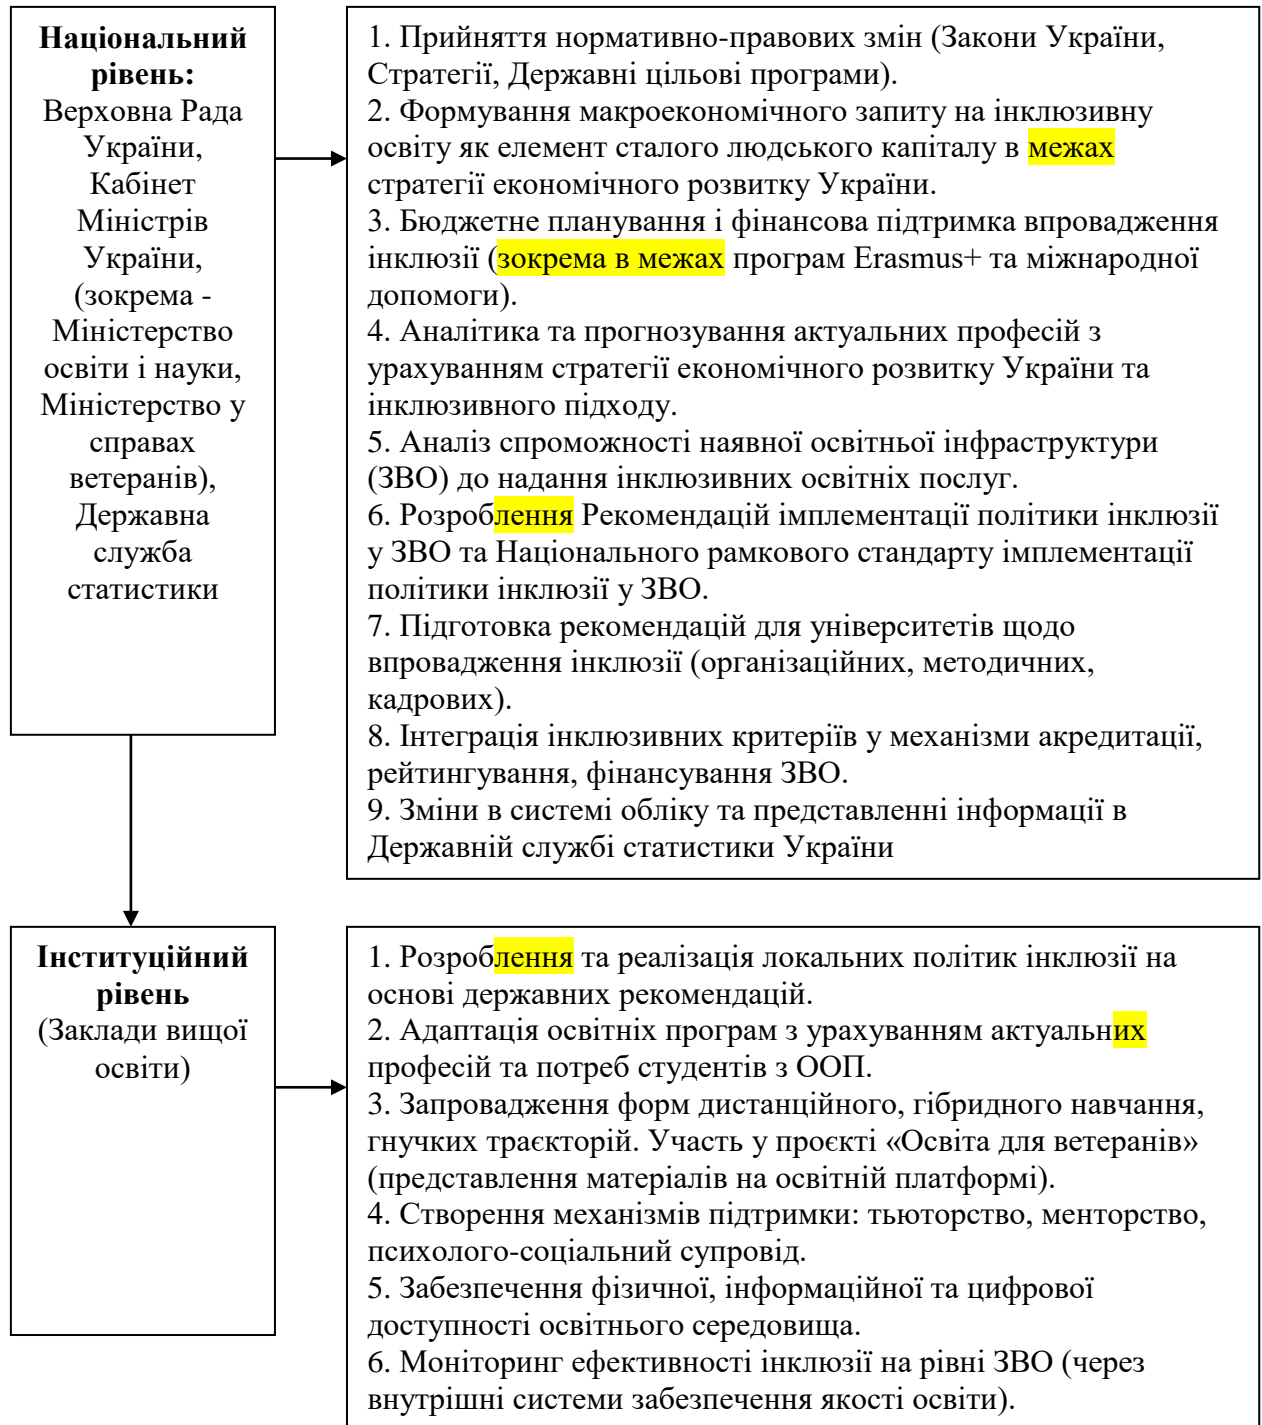 Національний
рівень:
Верховна Рада
України,
Кабінет
Міністрів
України,
(зокрема -
Міністерство
освіти і науки,
Міністерство у
справах
ветеранів),
Державна
служба
статистики
1. Прийняття нормативно-правових змін (Закони України,
Стратегії, Державні цільові програми).
2. Формування макроекономічного запиту на інклюзивну
освіту як елемент сталого людського капіталу в межах
стратегії економічного розвитку України.
3. Бюджетне планування і фінансова підтримка впровадження
інклюзії (зокрема в межах програм Erasmus+ та міжнародної
допомоги).
4. Аналітика та прогнозування актуальних професій з
урахуванням стратегії економічного розвитку України та
інклюзивного підходу.
5. Аналіз спроможності наявної освітньої інфраструктури
(ЗВО) до надання інклюзивних освітніх послуг.
6. Розроблення Рекомендацій імплементації політики інклюзії
у ЗВО та Національного рамкового стандарту імплементації
політики інклюзії у ЗВО.
7. Підготовка рекомендацій для університетів щодо
впровадження інклюзії (організаційних, методичних,
кадрових).
8. Інтеграція інклюзивних критеріїв у механізми акредитації,
рейтингування, фінансування ЗВО.
9. Зміни в системі обліку та представленні інформації в
Державній службі статистики України
Інституційний
рівень
(Заклади вищої
освіти)
1. Розроблення та реалізація локальних політик інклюзії на
основі державних рекомендацій.
2. Адаптація освітніх програм з урахуванням актуальних
професій та потреб студентів з ООП.
3. Запровадження форм дистанційного, гібридного навчання,
гнучких траєкторій. Участь у проєкті «Освіта для ветеранів»
(представлення матеріалів на освітній платформі).
4. Створення механізмів підтримки: тьюторство, менторство,
психолого-соціальний супровід.
5. Забезпечення фізичної, інформаційної та цифрової
доступності освітнього середовища.
6. Моніторинг ефективності інклюзії на рівні ЗВО (через
внутрішні системи забезпечення якості освіти).